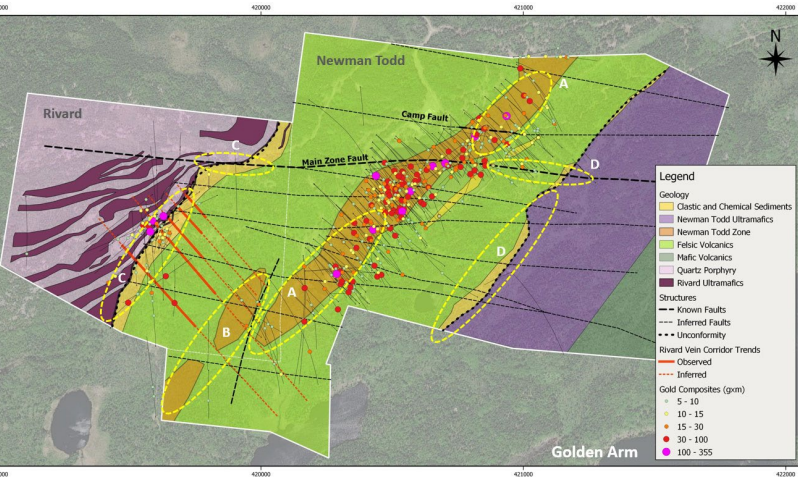 000
420000
421000
422000
N
Newman Todd
A
Camp Fault
Rivard
C
Main Zone Fault
D
Legend
Geology
Clastic and Chemical Sediments
Newman Todd Ultramafics
Newman Todd Zone
Felsic Volcanics
Mafic Volcanics
Quartz Porphyry
Rivard Ultramafics
Structures
Known Faults
Inferred Faults
Unconformity
Rivard Vein Corridor Trends
Observed
Inferred
Gold Composites (gxm)
5 - 10
10 - 15
15 - 30
30 - 100
100 - 355
D
C
A
B
Golden Arm
000
420000
421000
422000